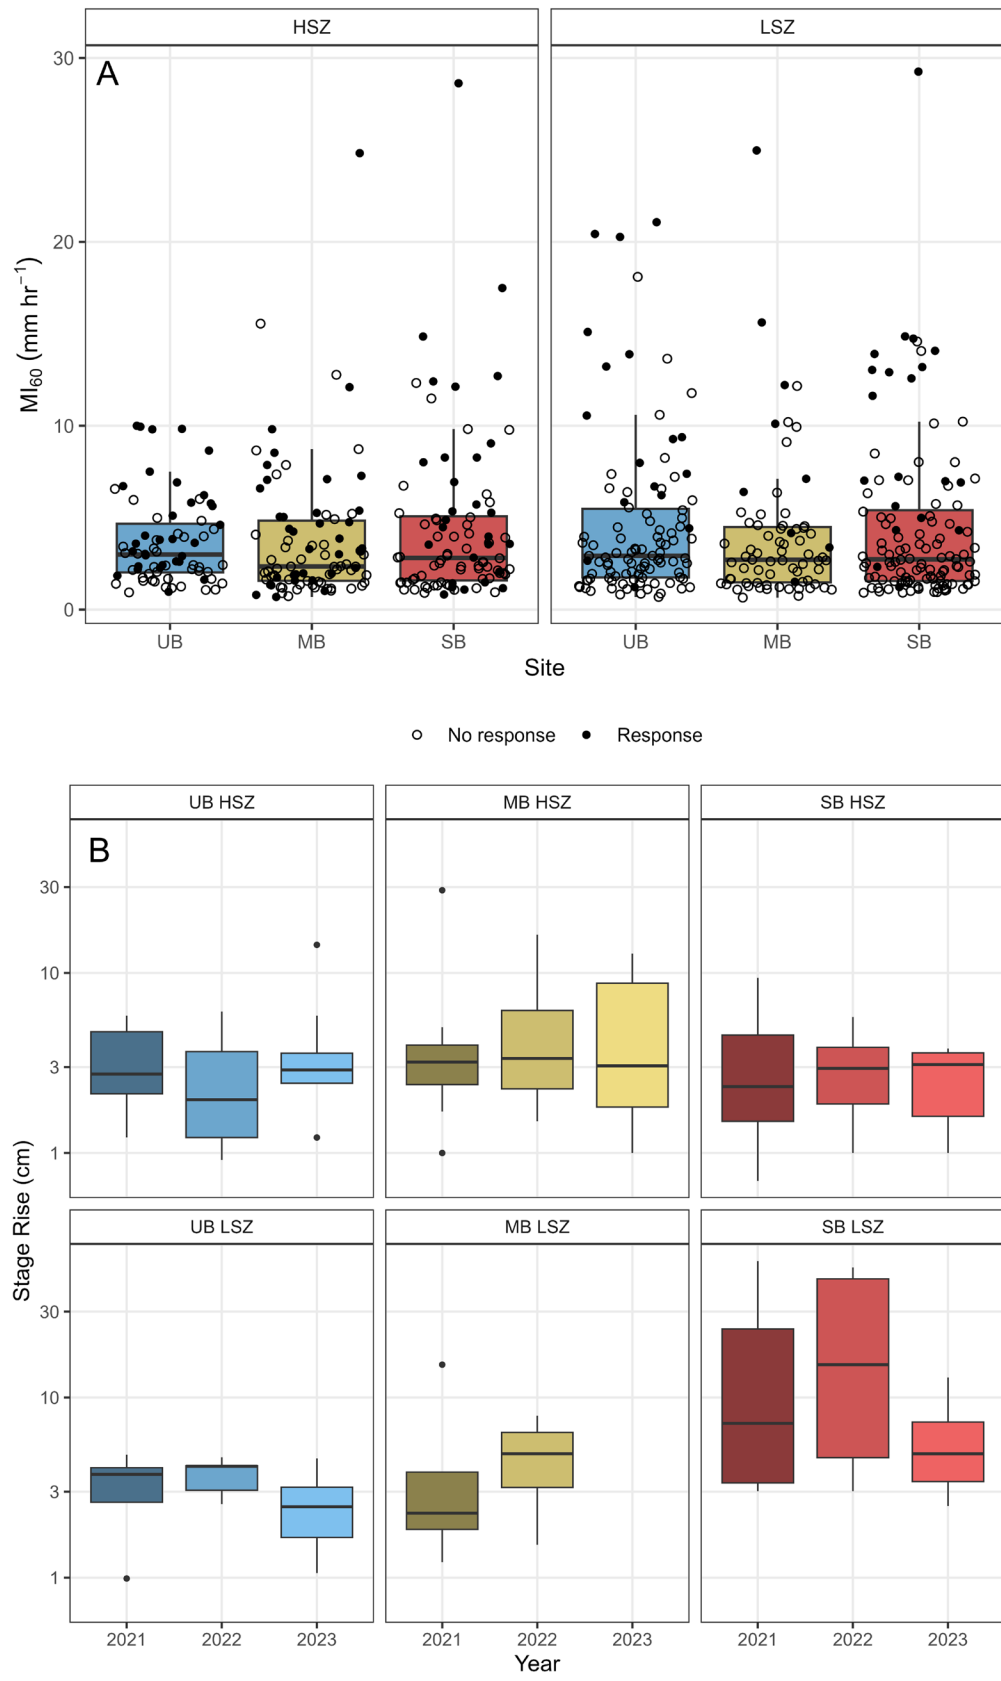 HSZ LSZ
A
30
20
10
0
MI60 (mm hr−1)
UB MB SB UB MB SB
Site
No response Response
UB HSZ MB HSZ SB HSZ
B
30
10
3
1
Stage Rise (cm)
UB LSZ MB LSZ SB LSZ
30
10
3
1
2021 2022 2023 2021 2022 2023 2021 2022 2023
Year